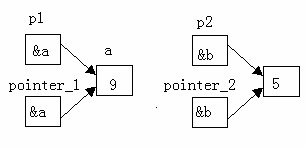 p1 p2
&a a &b
9 5
pointer_1 pointer_2
&a &b